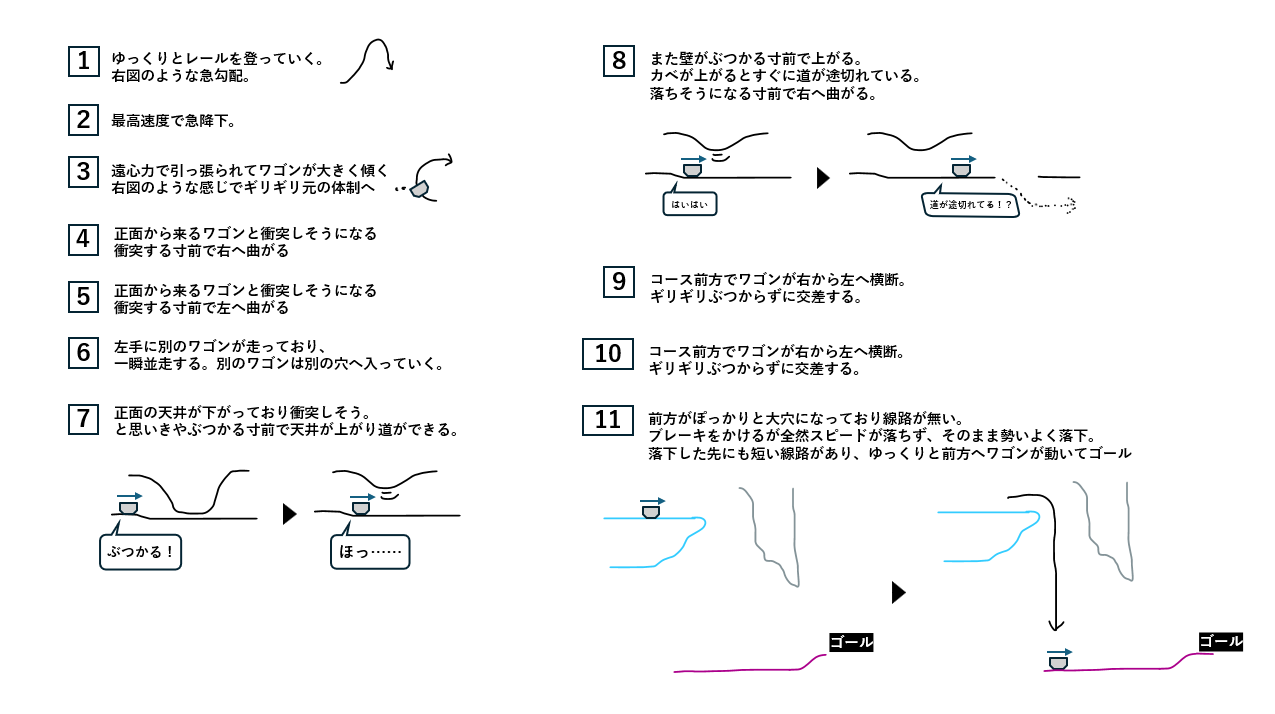 1
ゆっくりとレールを登っていく。
右図のような急勾配。
2
最高速度で急降下。
3
遠心力で引っ張られてワゴンが大きく傾く
右図のような感じでギリギリ元の体制へ
4
正面から来るワゴンと衝突しそうになる
衝突する寸前で右へ曲がる
5
正面から来るワゴンと衝突しそうになる
衝突する寸前で左へ曲がる
6
左手に別のワゴンが走っており、
一瞬並走する。別のワゴンは別の穴へ入っていく。
7
正面の天井が下がっており衝突しそう。
と思いきやぶつかる寸前で天井が上がり道ができる。
ぶつかる！
ほっ……
8
また壁がぶつかる寸前で上がる。
カベが上がるとすぐに道が途切れている。
落ちそうになる寸前で右へ曲がる。
はいはい
道が途切れてる！？
9
コース前方でワゴンが右から左へ横断。
ギリギリぶつからずに交差する。
10
コース前方でワゴンが右から左へ横断。
ギリギリぶつからずに交差する。
11
前方がぽっかりと大穴になっており線路が無い。
ブレーキをかけるが全然スピードが落ちず、そのまま勢いよく落下。
落下した先にも短い線路があり、ゆっくりと前方へワゴンが動いてゴール
ゴール
ゴール